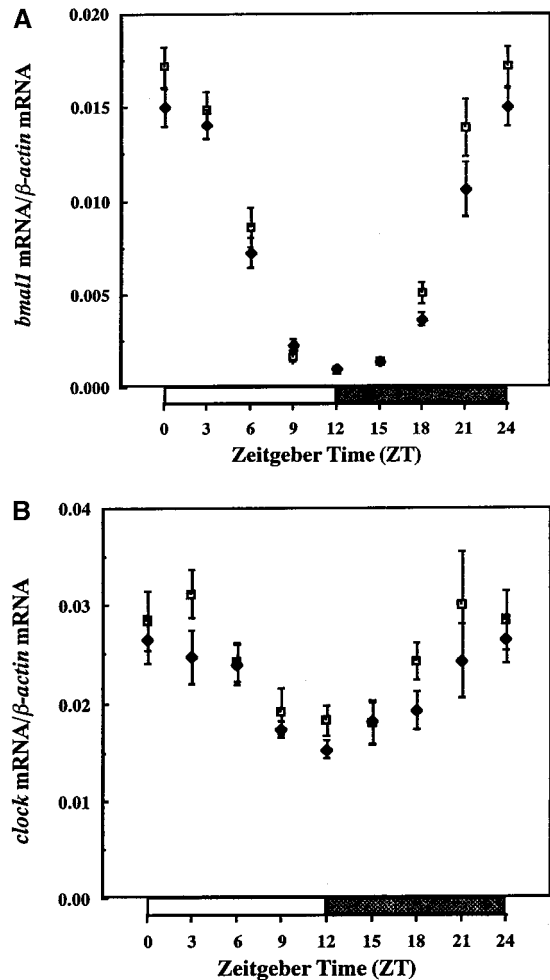 A
bmal1 mRNA/β-actin mRNA
0.020
0.015
0.010
0.005
0.000
0 3 6 9 12 15 18 21 24
Zeitgeber Time (ZT)
B
clock mRNA/β-actin mRNA
0.04
0.03
0.02
0.01
0.00
0 3 6 9 12 15 18 21 24
Zeitgeber Time (ZT)